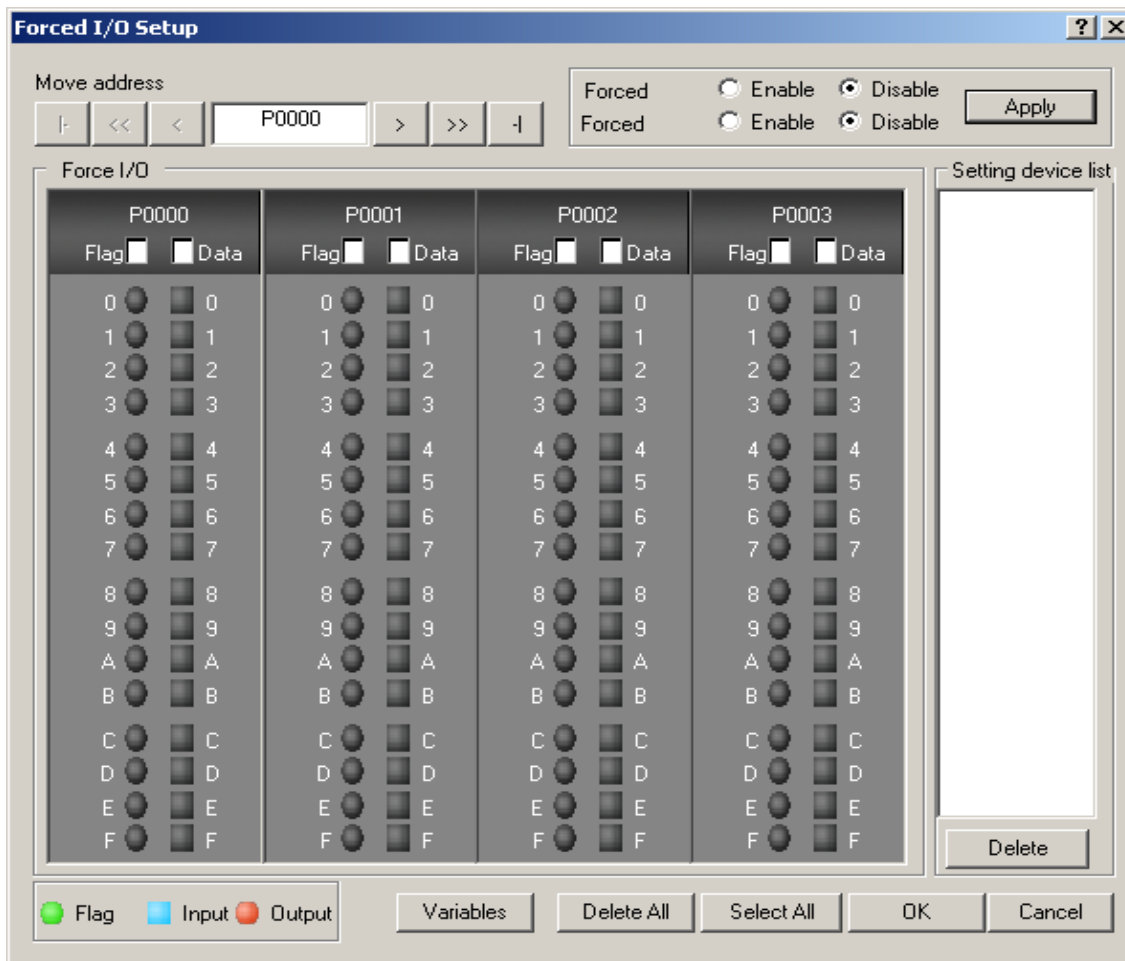 Forced I/O Setup
? X
Move address
|- << < P0000 > >> -|
Forced Enable Disable
Forced Enable Disable
Apply
Force I/O
P0000 P0001 P0002 P0003
Flag Data Flag Data Flag Data Flag Data
0 0 0 0 0 0 0 0
1 1 1 1 1 1 1 1
2 2 2 2 2 2 2 2
3 3 3 3 3 3 3 3
4 4 4 4 4 4 4 4
5 5 5 5 5 5 5 5
6 6 6 6 6 6 6 6
7 7 7 7 7 7 7 7
8 8 8 8 8 8 8 8
9 9 9 9 9 9 9 9
A A A A A A A A
B B B B B B B B
C C C C C C C C
D D D D D D D D
E E E E E E E E
F F F F F F F F
Setting device list
Delete
Flag Input Output
Variables Delete All Select All OK Cancel